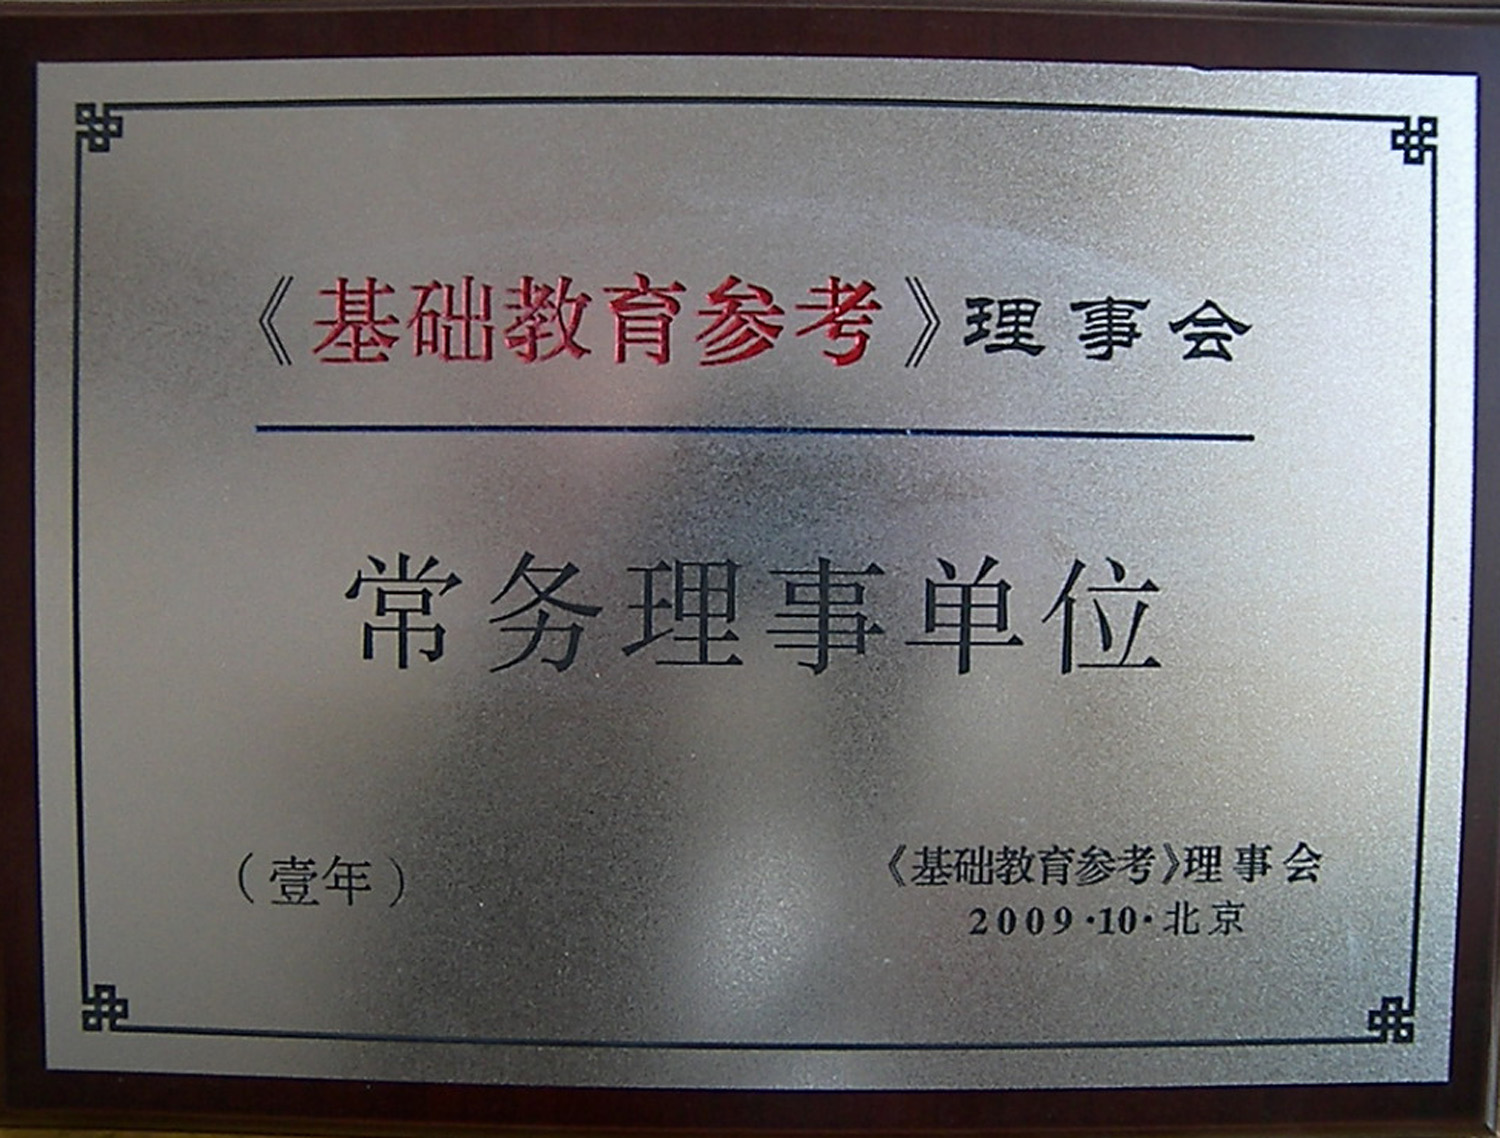 《基础教育参考》理事会
常务理事单位
（壹年）
《基础教育参考》理事会
2009·10·北京